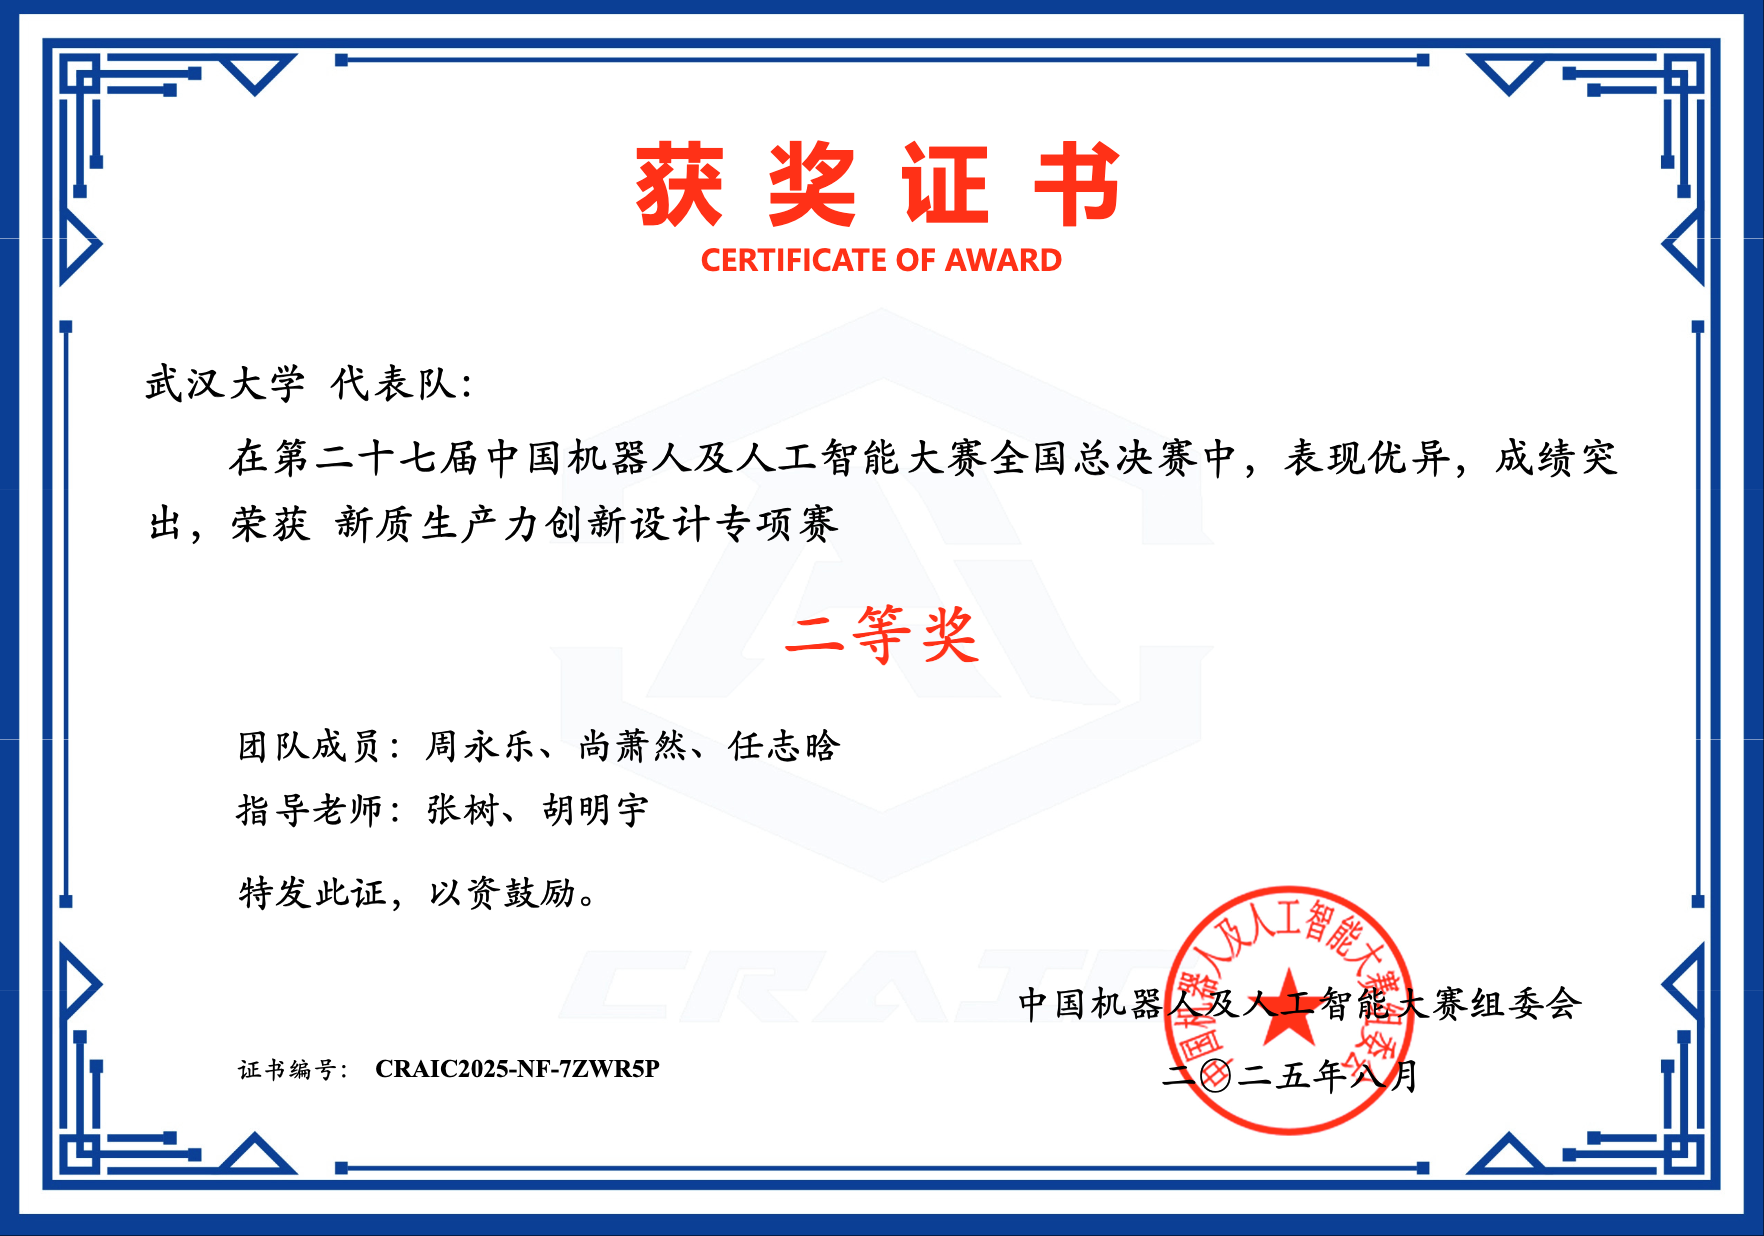 获奖证书
CERTIFICATE OF AWARD
武汉大学 代表队：
在第二十七届中国机器人及人工智能大赛全国总决赛中，表现优异，成绩突
出，荣获 新质生产力创新设计专项赛
二等奖
团队成员：周永乐、尚萧然、任志晗
指导老师：张树、胡明宇
特发此证，以资鼓励。
CRAIC
中国机器人及人工智能大赛组委会
中国机器人及人工智能大赛组委会
证书编号： CRAIC2025-NF-7ZWR5P
二〇二五年八月